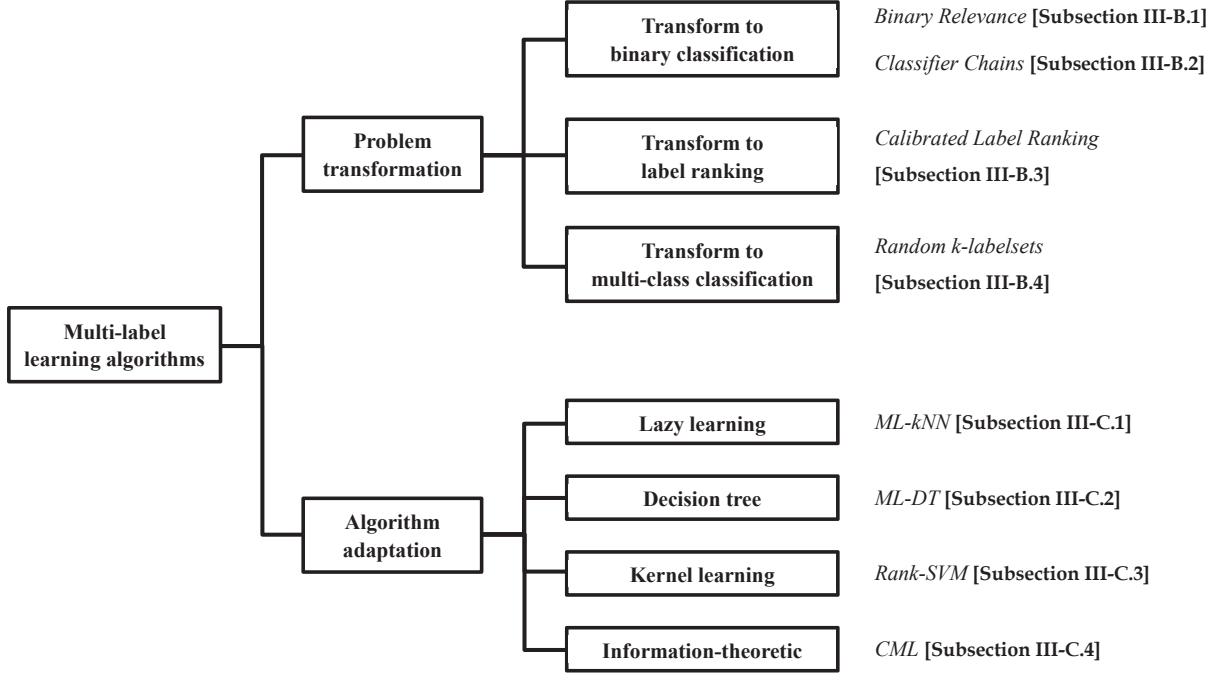 Transform to
binary classification
Binary Relevance [Subsection III-B.1]
Classifier Chains [Subsection III-B.2]
Problem
transformation
Transform to
label ranking
Calibrated Label Ranking
[Subsection III-B.3]
Transform to
multi-class classification
Random k-labelsets
[Subsection III-B.4]
Multi-label
learning algorithms
Lazy learning
ML-kNN [Subsection III-C.1]
Decision tree
ML-DT [Subsection III-C.2]
Algorithm
adaptation
Kernel learning
Rank-SVM [Subsection III-C.3]
Information-theoretic
CML [Subsection III-C.4]